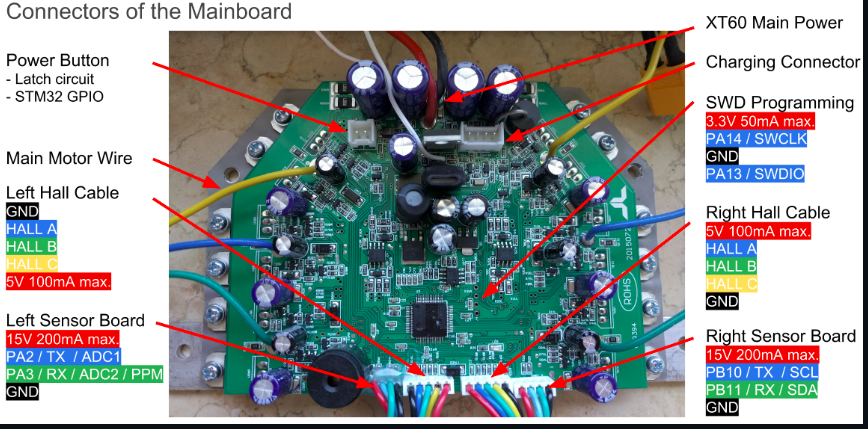 Connectors of the Mainboard
Power Button
- Latch circuit
- STM32 GPIO
Main Motor Wire
Left Hall Cable
GND
HALL A
HALL B
HALL C
5V 100mA max.
Left Sensor Board
15V 200mA max.
PA2 / TX / ADC1
PA3 / RX / ADC2 / PPM
GND
XT60 Main Power
Charging Connector
SWD Programming
3.3V 50mA max.
PA14 / SWCLK
GND
PA13 / SWDIO
Right Hall Cable
5V 100mA max.
HALL A
HALL B
HALL C
GND
Right Sensor Board
15V 200mA max.
PB10 / TX / SCL
PB11 / RX / SDA
GND
ROHS